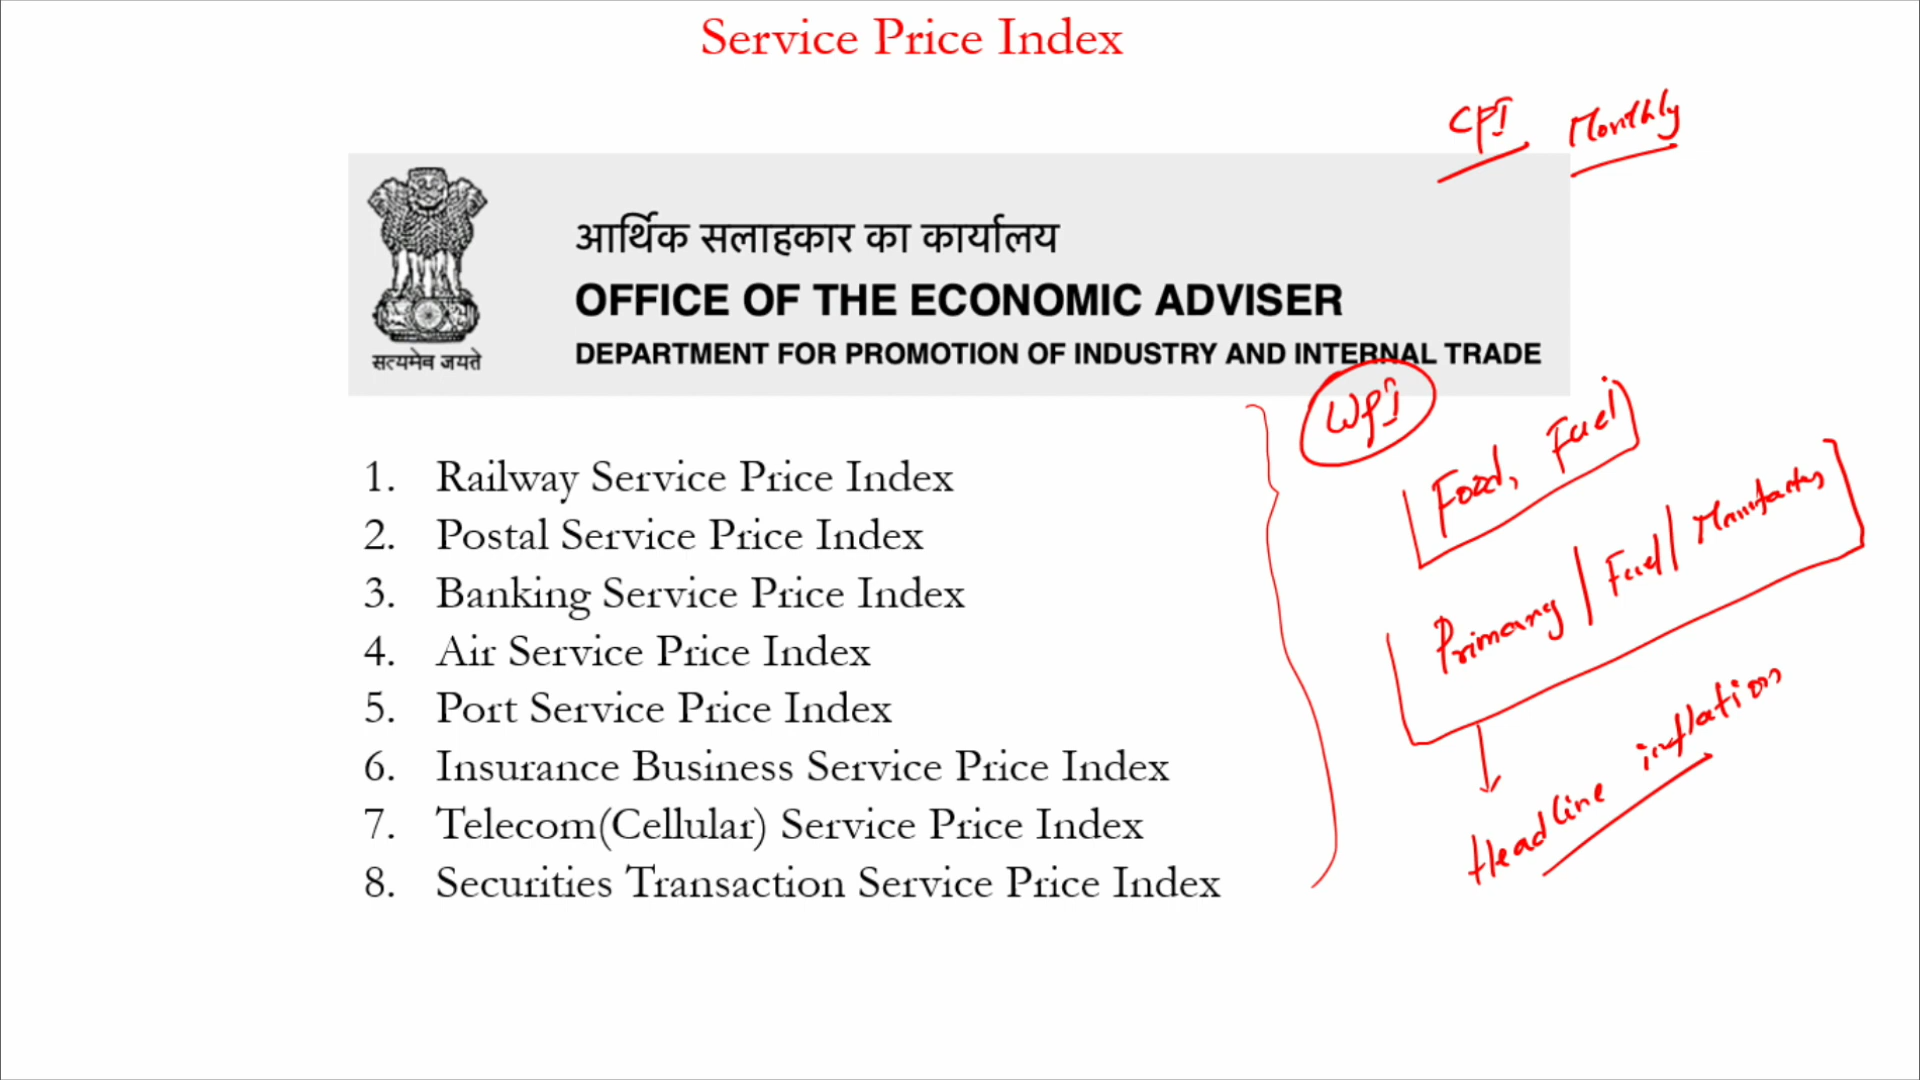 Service Price Index
CPI Monthly
आर्थिक सलाहकार का कार्यालय
OFFICE OF THE ECONOMIC ADVISER
DEPARTMENT FOR PROMOTION OF INDUSTRY AND INTERNAL TRADE
सत्यमेव जयते
WPI
Food, Fuel
Primary / Fuel /
Headline inflation
1. Railway Service Price Index
2. Postal Service Price Index
3. Banking Service Price Index
4. Air Service Price Index
5. Port Service Price Index
6. Insurance Business Service Price Index
7. Telecom(Cellular) Service Price Index
8. Securities Transaction Service Price Index